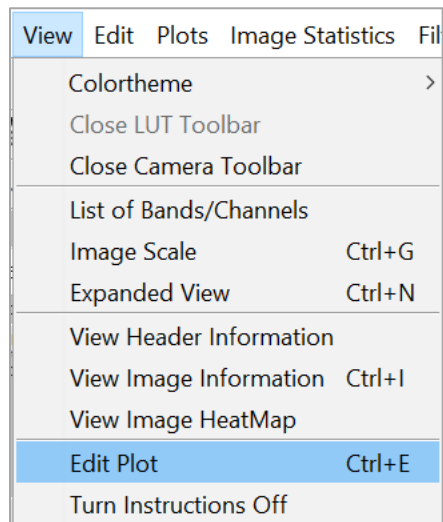 View Edit Plots Image Statistics Fil
Colortheme
Close LUT Toolbar
Close Camera Toolbar
List of Bands/Channels
Image Scale Ctrl+G
Expanded View Ctrl+N
View Header Information
View Image Information Ctrl+I
View Image HeatMap
Edit Plot Ctrl+E
Turn Instructions Off